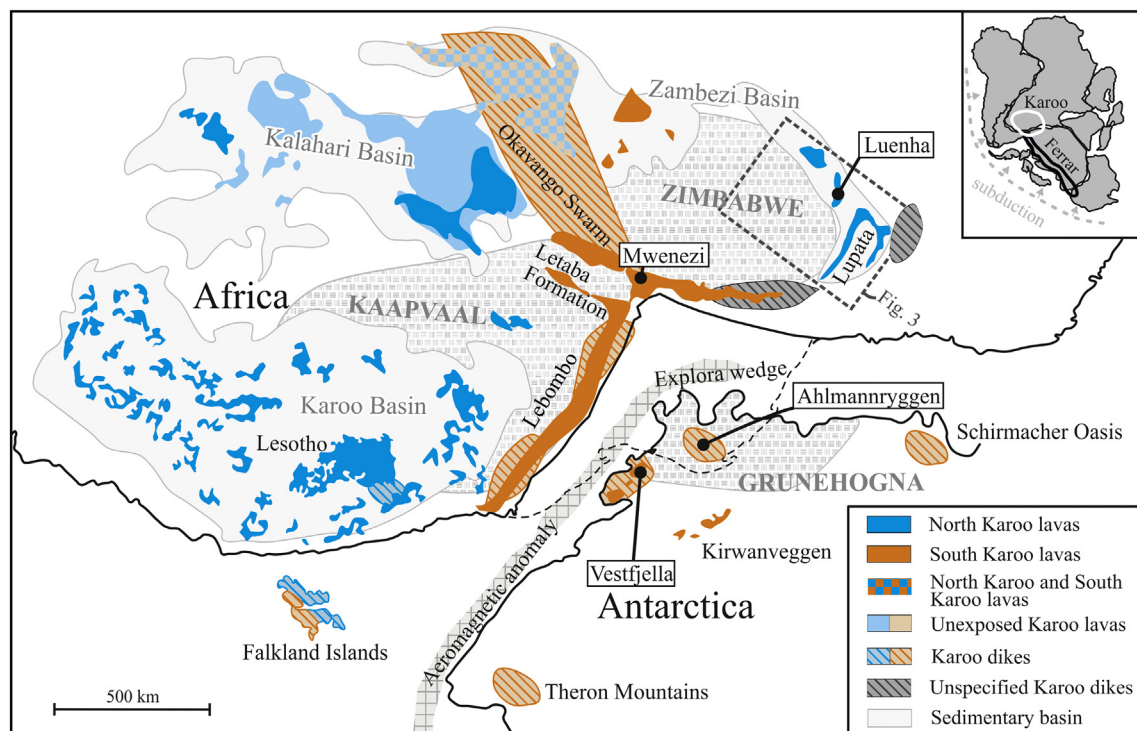 Zambezi Basin
Karoo
Ferrar
subduction
Kalahari Basin
Okavango Swarm
Luenha
ZIMBABWE
Lupata
Mwenezi
Letaba
Formation
Africa
KAAPVAAL
Fig. 3
Explora wedge
Ahlmannryggen
Lebombo
Karoo Basin
Lesotho
Schirmacher Oasis
GRUNEHOGNA
Kirwanveggen
Vestfjella
Antarctica
Aeromagnetic anomaly
Falkland Islands
Theron Mountains
500 km
North Karoo lavas
South Karoo lavas
North Karoo and South
Karoo lavas
Unexposed Karoo lavas
Karoo dikes
Unspecified Karoo dikes
Sedimentary basin